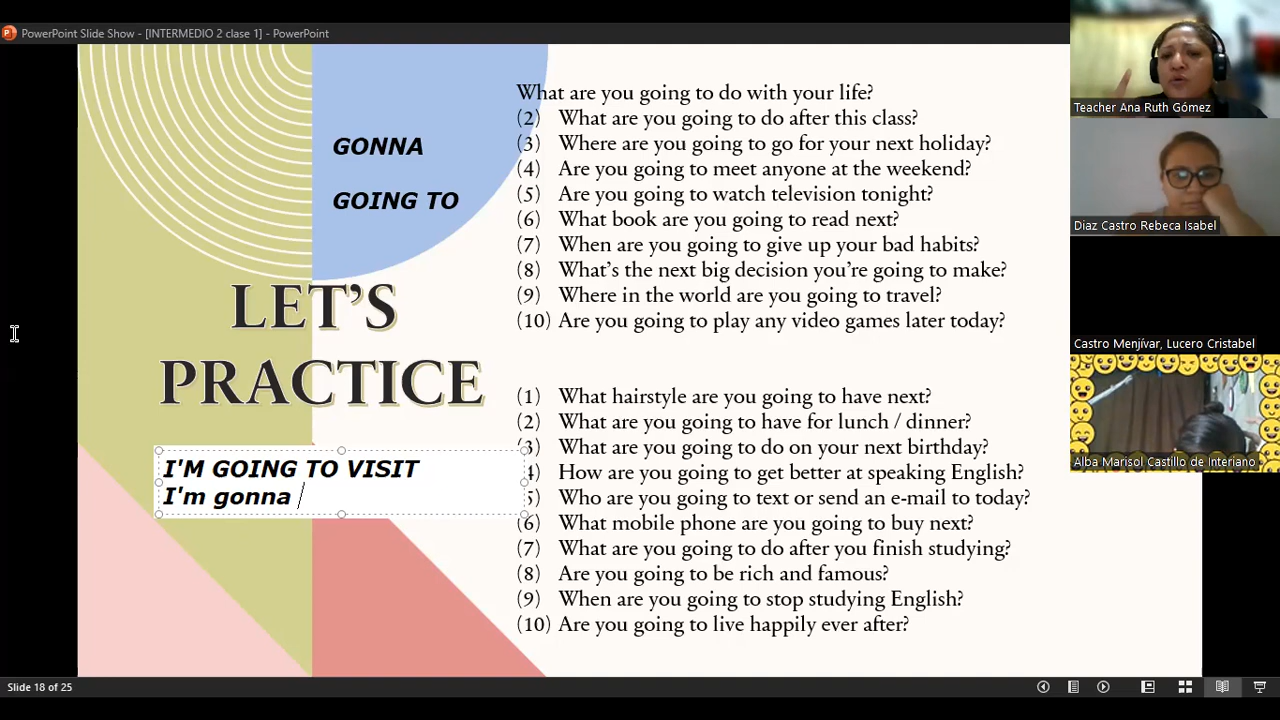 PowerPoint Slide Show - [INTERMEDIO 2 clase 1] - PowerPoint
GONNA
GOING TO
LET'S
PRACTICE
I'M GOING TO VISIT
I'm gonna
What are you going to do with your life?
(2) What are you going to do after this class?
(3) Where are you going to go for your next holiday?
(4) Are you going to meet anyone at the weekend?
(5) Are you going to watch television tonight?
(6) What book are you going to read next?
(7) When are you going to give up your bad habits?
(8) What's the next big decision you're going to make?
(9) Where in the world are you going to travel?
(10) Are you going to play any video games later today?
(1) What hairstyle are you going to have next?
(2) What are you going to have for lunch / dinner?
(3) What are you going to do on your next birthday?
4) How are you going to get better at speaking English?
5) Who are you going to text or send an e-mail to today?
(6) What mobile phone are you going to buy next?
(7) What are you going to do after you finish studying?
(8) Are you going to be rich and famous?
(9) When are you going to stop studying English?
(10) Are you going to live happily ever after?
Teacher Ana Ruth Gómez
Diaz Castro Rebeca Isabel
Castro Menjívar, Lucero Cristabel
Alba Marisol Castillo de Interiano
Slide 18 of 25